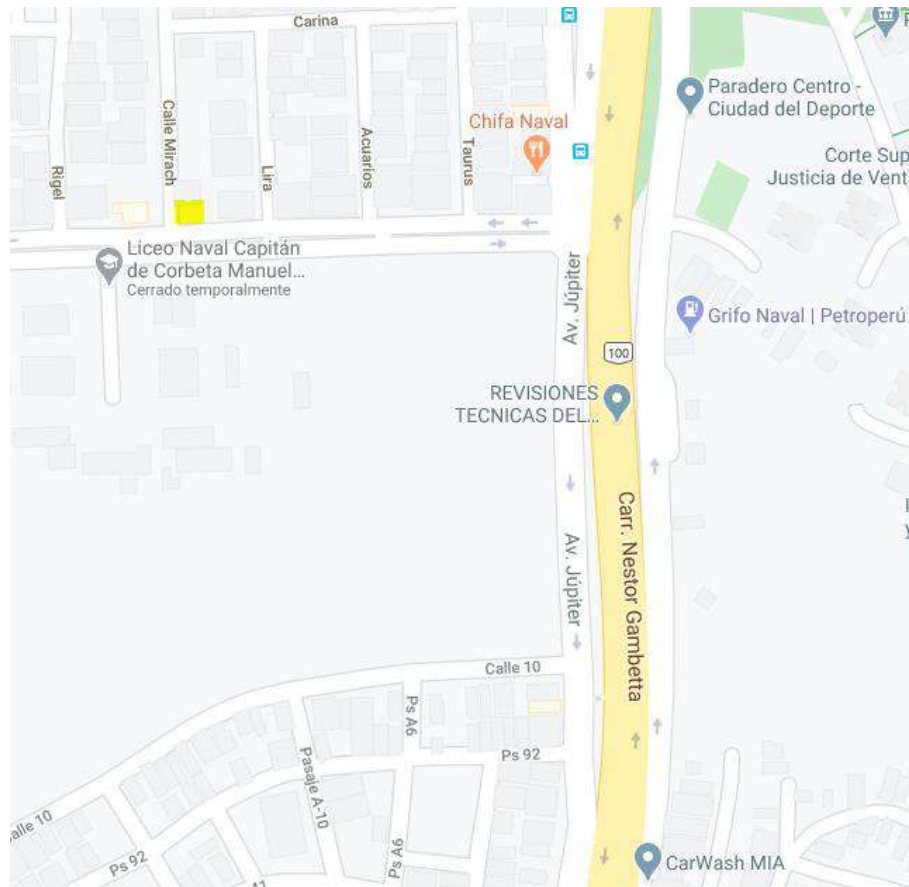 Carina
Calle Mirach
Rigel
Lira
Acuarios
Taurus
Chifa Naval
Paradero Centro -
Ciudad del Deporte
Corte Sup
Justicia de Vent
Liceo Naval Capitán
de Corbeta Manuel...
Cerrado temporalmente
Av. Júpiter
Grifo Naval | Petroperú
100
REVISIONES
TECNICAS DEL...
Carr. Nestor Gambetta
Av. Júpiter
Calle 10
Ps A6
Ps 92
Pasaje A-10
alle 10
Ps 92
Ps A6
CarWash MIA